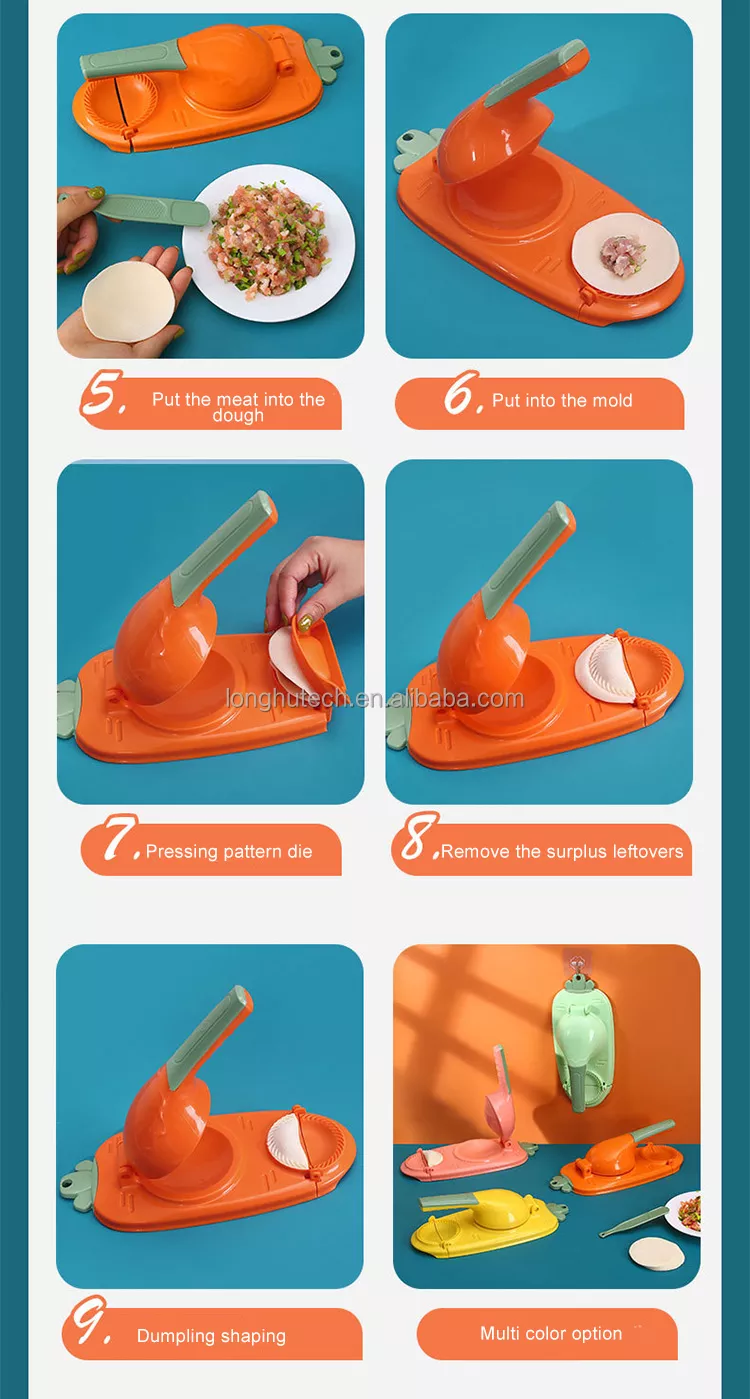 5. Put the meat into the
dough
6. Put into the mold
longhutech.en.alibaba.com
7. Pressing pattern die
8. Remove the surplus leftovers
9. Dumpling shaping
Multi color option